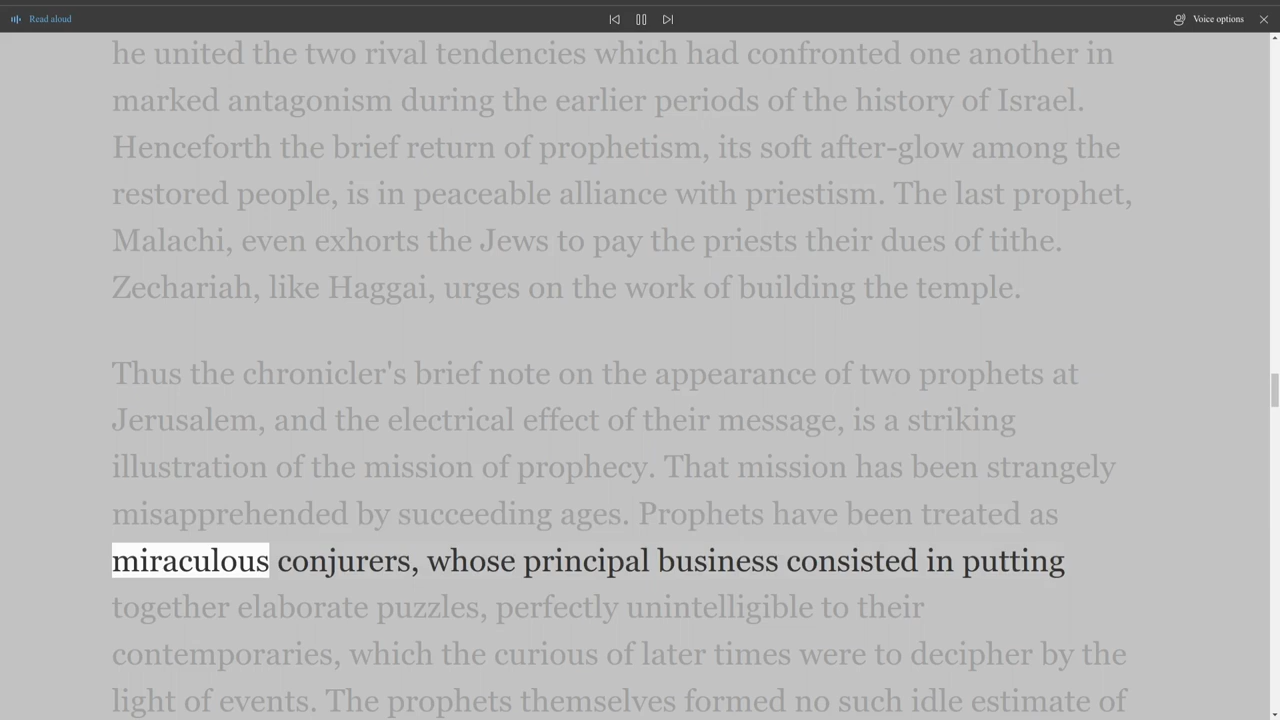 Read aloud
Voice options
he united the two rival tendencies which had confronted one another in
marked antagonism during the earlier periods of the history of Israel.
Henceforth the brief return of prophetism, its soft after-glow among the
restored people, is in peaceable alliance with priestism. The last prophet,
Malachi, even exhorts the Jews to pay the priests their dues of tithe.
Zechariah, like Haggai, urges on the work of building the temple.
Thus the chronicler's brief note on the appearance of two prophets at
Jerusalem, and the electrical effect of their message, is a striking
illustration of the mission of prophecy. That mission has been strangely
misapprehended by succeeding ages. Prophets have been treated as
miraculous conjurers, whose principal business consisted in putting
together elaborate puzzles, perfectly unintelligible to their
contemporaries, which the curious of later times were to decipher by the
light of events. The prophets themselves formed no such idle estimate of